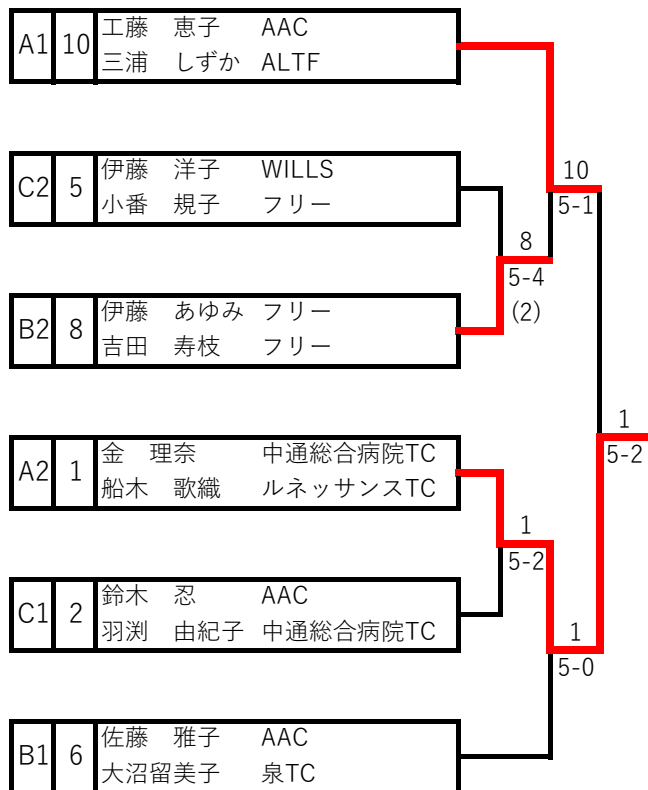 A1 10 工藤 恵子 AAC
三浦 しずか ALTF
C2 5 伊藤 洋子 WILLS
小番 規子 フリー
10
5-1
8
5-4
(2)
B2 8 伊藤 あゆみ フリー
吉田 寿枝 フリー
1
5-2
A2 1 金 理奈 中通総合病院TC
船木 歌織 ルネッサンスTC
1
5-2
C1 2 鈴木 忍 AAC
羽渕 由紀子 中通総合病院TC
1
5-0
B1 6 佐藤 雅子 AAC
大沼留美子 泉TC